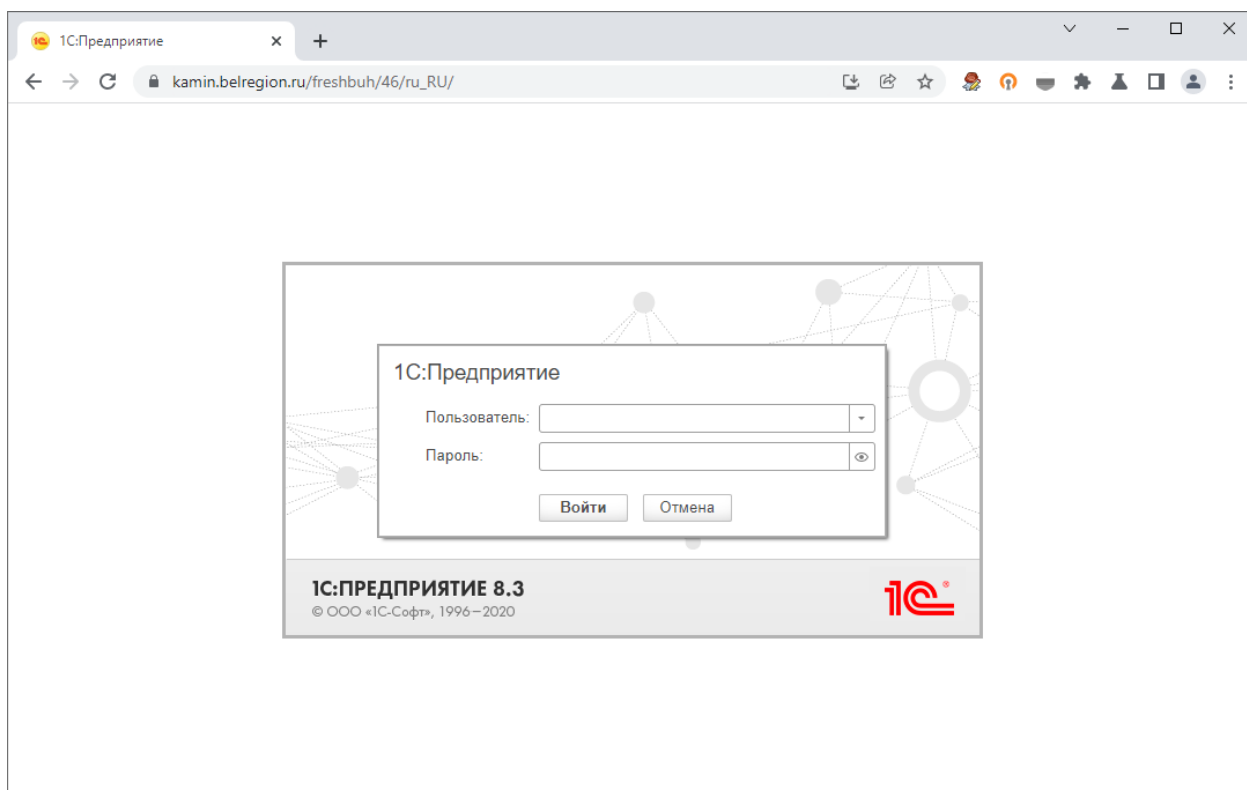 1С:Предприятие
kamin.belregion.ru/freshbuh/46/ru_RU/
1С:Предприятие
Пользователь:
Пароль:
Войти Отмена
1С:ПРЕДПРИЯТИЕ 8.3
© ООО «1С-Софт», 1996–2020
1С®